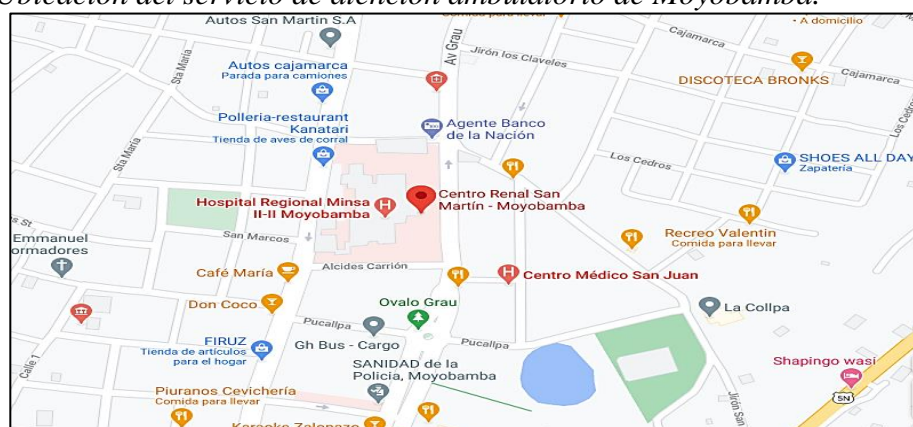 Ubicación del servicio de atención ambulatorio de Moyobamba.
Autos San Martin S.A
- A domicilio
Av Grau
Cajamarca
Jirón los Claveles
Sta María
Autos cajamarca
Parada para camiones
DISCOTECA BRONKS
Cajamarca
Polleria-restaurant
Kanatari
Tienda de aves de corral
Agente Banco
de la Nación
Sta María
Los Cedros
SHOES ALL DAY
Zapatería
Hospital Regional Minsa
II-II Moyobamba
Centro Renal San
Martín - Moyobamba
San Marcos
Emmanuel
ormadores
Recreo Valentin
Comida para llevar
Café María
Alcides Carrión
Centro Médico San Juan
Don Coco
Ovalo Grau
La Collpa
Pucallpa
Gh Bus - Cargo
Pucallpa
FIRUZ
Tienda de artículos
para el hogar
Calle 1
SANIDAD de la
Policía, Moyobamba
Shapingo wasi
5N
Piuranos Cevichería
Comida para llevar
Jirón San